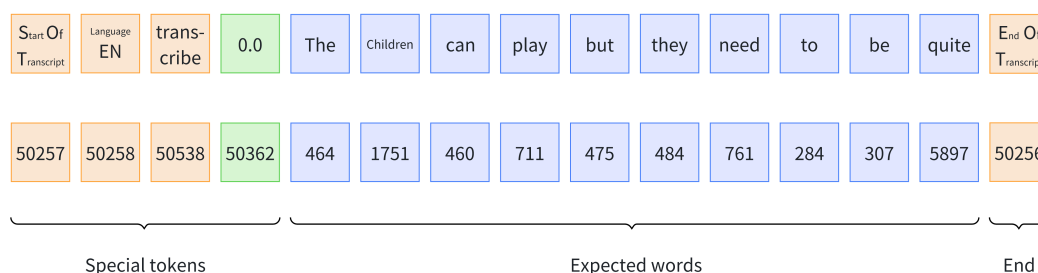 Start Of Transcript
Language EN
trans-
cribe
0.0
The
Children
can
play
but
they
need
to
be
quite
End Of
Transcript
50257 50258 50538 50362 464 1751 460 711 475 484 761 284 307 5897 50256
Special tokens
Expected words
End